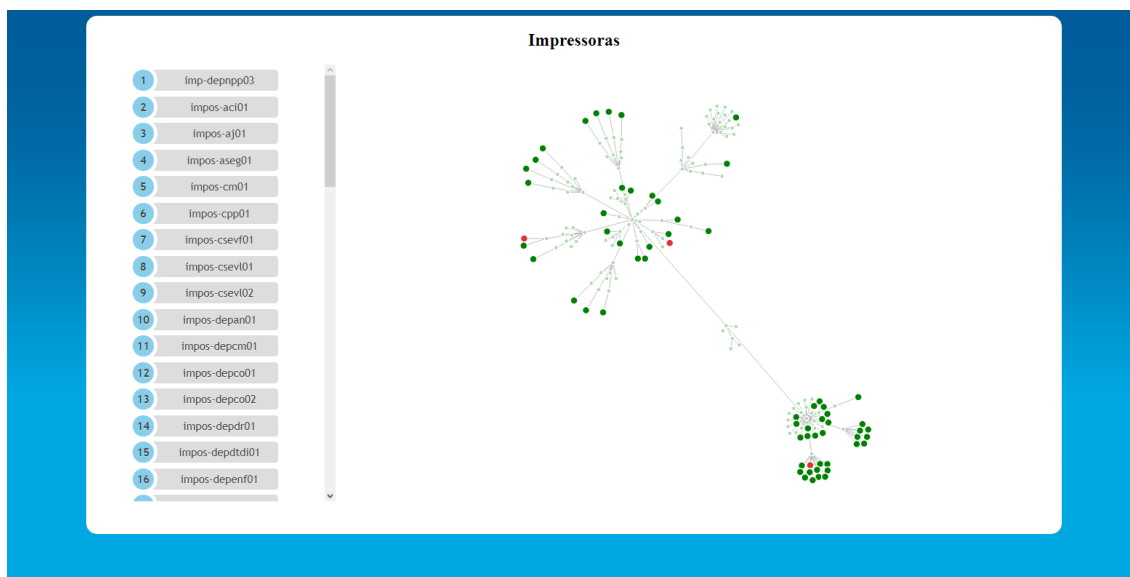 Impressoras
1 imp-depnpp03
2 impos-aci01
3 impos-aj01
4 impos-aseg01
5 impos-cm01
6 impos-cpp01
7 impos-csevf01
8 impos-csevl01
9 impos-csevl02
10 impos-depan01
11 impos-depcm01
12 impos-depco01
13 impos-depco02
14 impos-depdr01
15 impos-depdtdi01
16 impos-depenf01